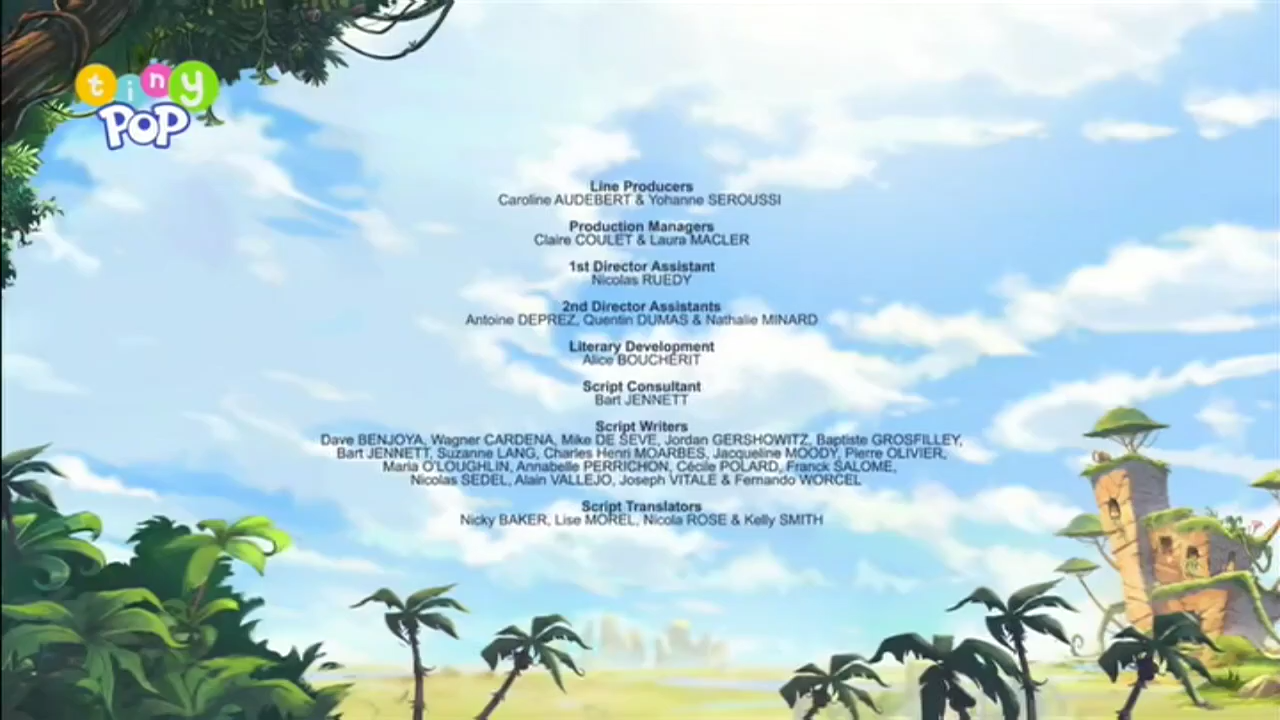 tiny
POP
Line Producers
Caroline AUDEBERT & Yohanne SEROUSSI
Production Managers
Claire COULET & Laura MACLER
1st Director Assistant
Nicolas RUEDY
2nd Director Assistants
Antoine DEPREZ, Quentin DUMAS & Nathalie MINARD
Literary Development
Alice BOUCHERIT
Script Consultant
Bart JENNETT
Script Writers
Dave BENJOYA, Wagner CARDENA, Mike DE SEVE, Jordan GERSHOWITZ, Baptiste GROSFILLEY,
Bart JENNETT, Suzanne LANG, Charles Henri MOARBES, Jacqueline MOODY, Pierre OLIVIER,
Maria O'LOUGHLIN, Annabelle PERRICHON, Cécile POLARD, Franck SALOME,
Nicolas SEDEL, Alain VALLEJO, Joseph VITALE & Fernando WORCEL
Script Translators
Nicky BAKER, Lise MOREL, Nicola ROSE & Kelly SMITH